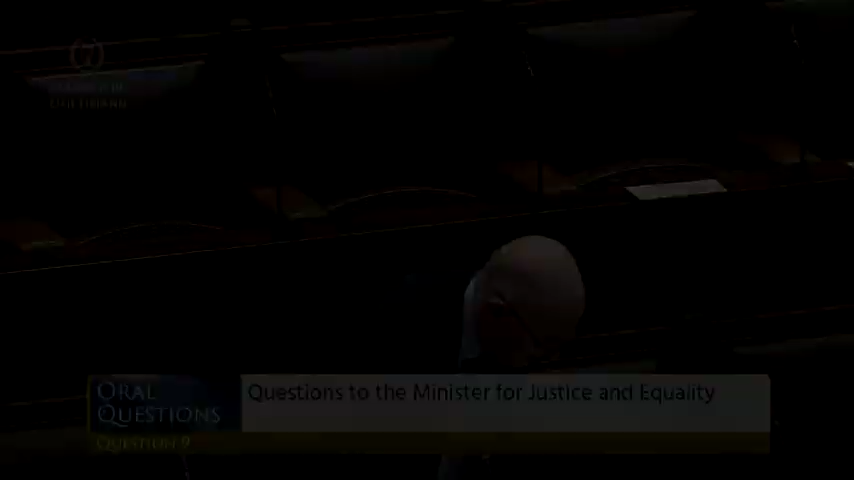 ORAL
QUESTIONS
Questions to the Minister for Justice and Equality
QUESTION 9